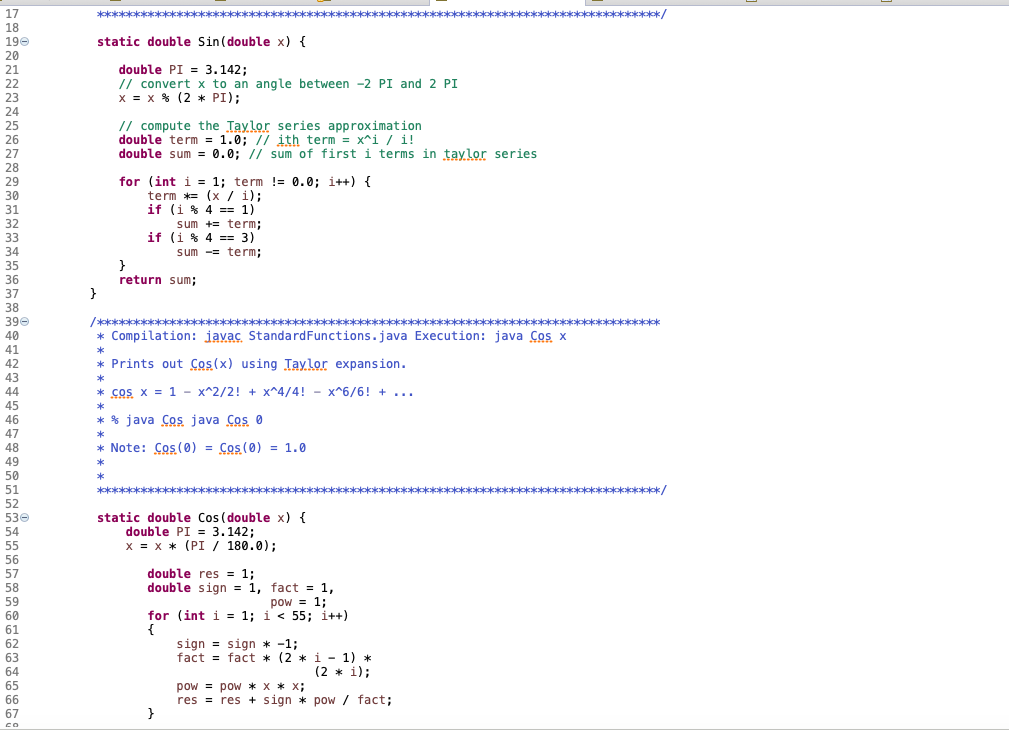 17 *******************************************************************************/
18
19 static double Sin(double x) {
20
21 double PI = 3.142;
22 // convert x to an angle between -2 PI and 2 PI
23 x = x % (2 * PI);
24
25 // compute the Taylor series approximation
26 double term = 1.0; // ith term = x^i / i!
27 double sum = 0.0; // sum of first i terms in taylor series
28
29 for (int i = 1; term != 0.0; i++) {
30 term *= (x / i);
31 if (i % 4 == 1)
32 sum += term;
33 if (i % 4 == 3)
34 sum -= term;
35 }
36 return sum;
37 }
38
39 /*******************************************************************************
40 * Compilation: javac StandardFunctions.java Execution: java Cos x
41 *
42 * Prints out Cos(x) using Taylor expansion.
43 *
44 * cos x = 1 - x^2/2! + x^4/4! - x^6/6! + ...
45 *
46 * % java Cos java Cos 0
47 *
48 * Note: Cos(0) = Cos(0) = 1.0
49 *
50 *
51 *******************************************************************************/
52
53 static double Cos(double x) {
54 double PI = 3.142;
55 x = x * (PI / 180.0);
56
57 double res = 1;
58 double sign = 1, fact = 1,
59 pow = 1;
60 for (int i = 1; i < 55; i++)
61 {
62 sign = sign * -1;
63 fact = fact * (2 * i - 1) *
64 (2 * i);
65 pow = pow * x * x;
66 res = res + sign * pow / fact;
67 }